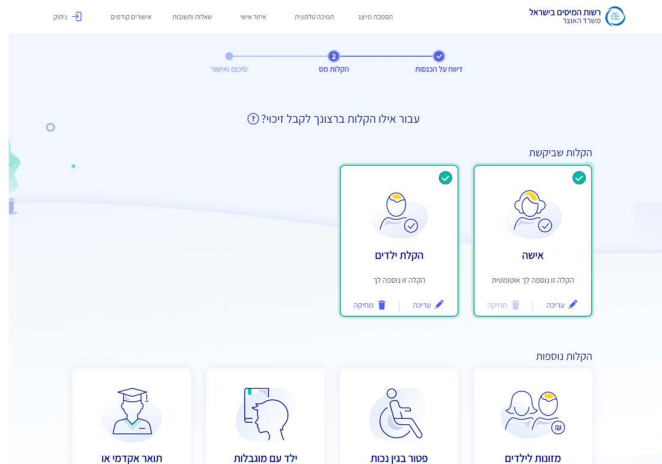 רשות המיסים בישראל
משרד האוצר
הסמכת מייצג
תמיכה טלפונית
איזור אישי
שאלות ותשובות
אישורים קודמים
ניתוק
דיווח על הכנסות
2
הקלות מס
סיכום ואישור
עבור אילו הקלות ברצונך לקבל זיכוי? ?
הקלות שביקשת
אישה
הקלה זו נוספה לך אוטומטית
עריכה | מחיקה
הקלת ילדים
הקלה זו נוספה לך
עריכה | מחיקה
הקלות נוספות
₪
מזונות לילדים
פטור בגין נכות
ילד עם מוגבלות
תואר אקדמי או